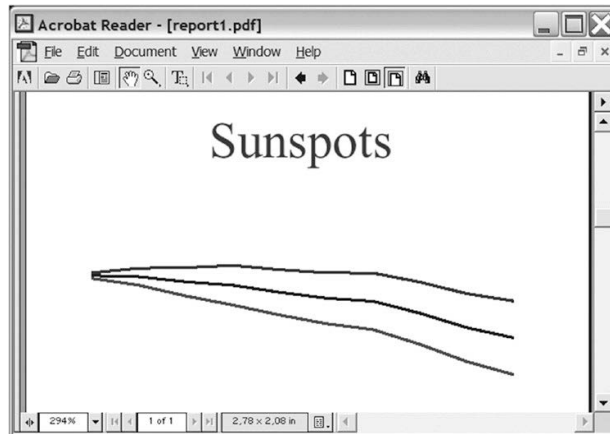 Acrobat Reader - [report1.pdf]
File Edit Document View Window Help
Sunspots
294% 1 of 1 2,78 x 2,08 in